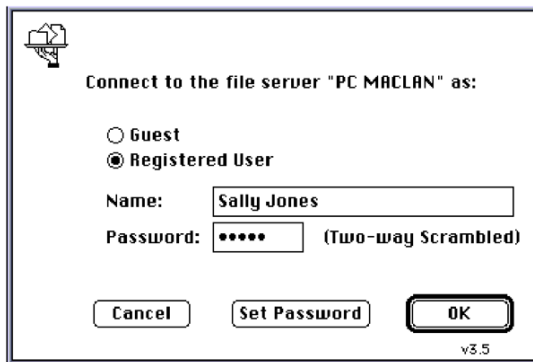 Connect to the file server "PC MACLAN" as:
Guest
Registered User
Name: Sally Jones
Password: ••••• (Two-way Scrambled)
Cancel Set Password OK
v3.5